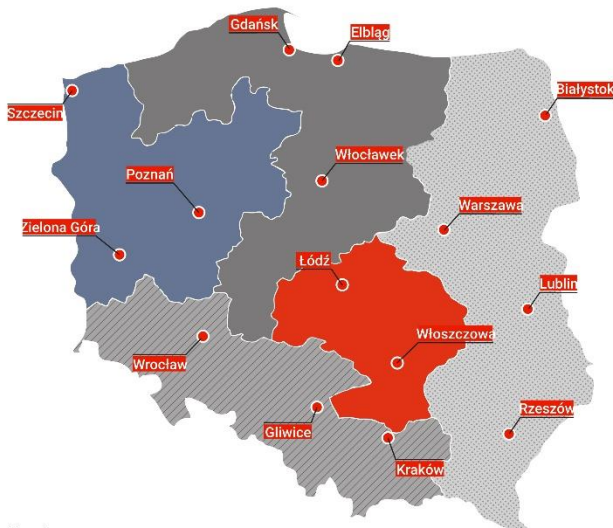 Gdańsk
Elbląg
Szczecin
Białystok
Poznań
Włocławek
Zielona Góra
Warszawa
Łódź
Lublin
Wrocław
Włoszczowa
Gliwice
Rzeszów
Kraków